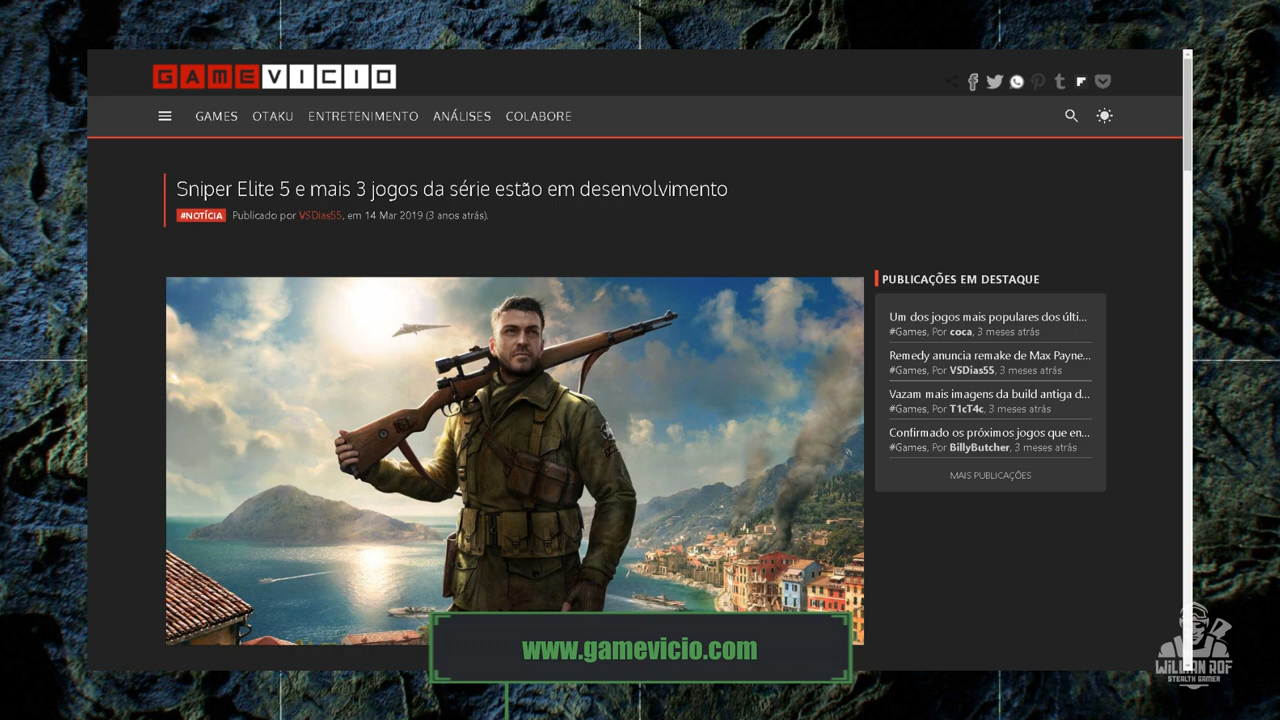 GAMEVICIO
GAMES OTAKU ENTRETENIMENTO ANÁLISES COLABORE
Sniper Elite 5 e mais 3 jogos da série estão em desenvolvimento
#NOTÍCIA Publicado por VSDias55, em 14 Mar 2019 (3 anos atrás).
PUBLICAÇÕES EM DESTAQUE
Um dos jogos mais populares dos últi...
#Games, Por coca, 3 meses atrás
Remedy anuncia remake de Max Payne...
#Games, Por VSDias55, 3 meses atrás
Vazam mais imagens da build antiga d...
#Games, Por T1cT4c, 3 meses atrás
Confirmado os próximos jogos que en...
#Games, Por BillyButcher, 3 meses atrás
MAIS PUBLICAÇÕES
www.gamevicio.com
WILLIAN ROF
STEALTH GAMER